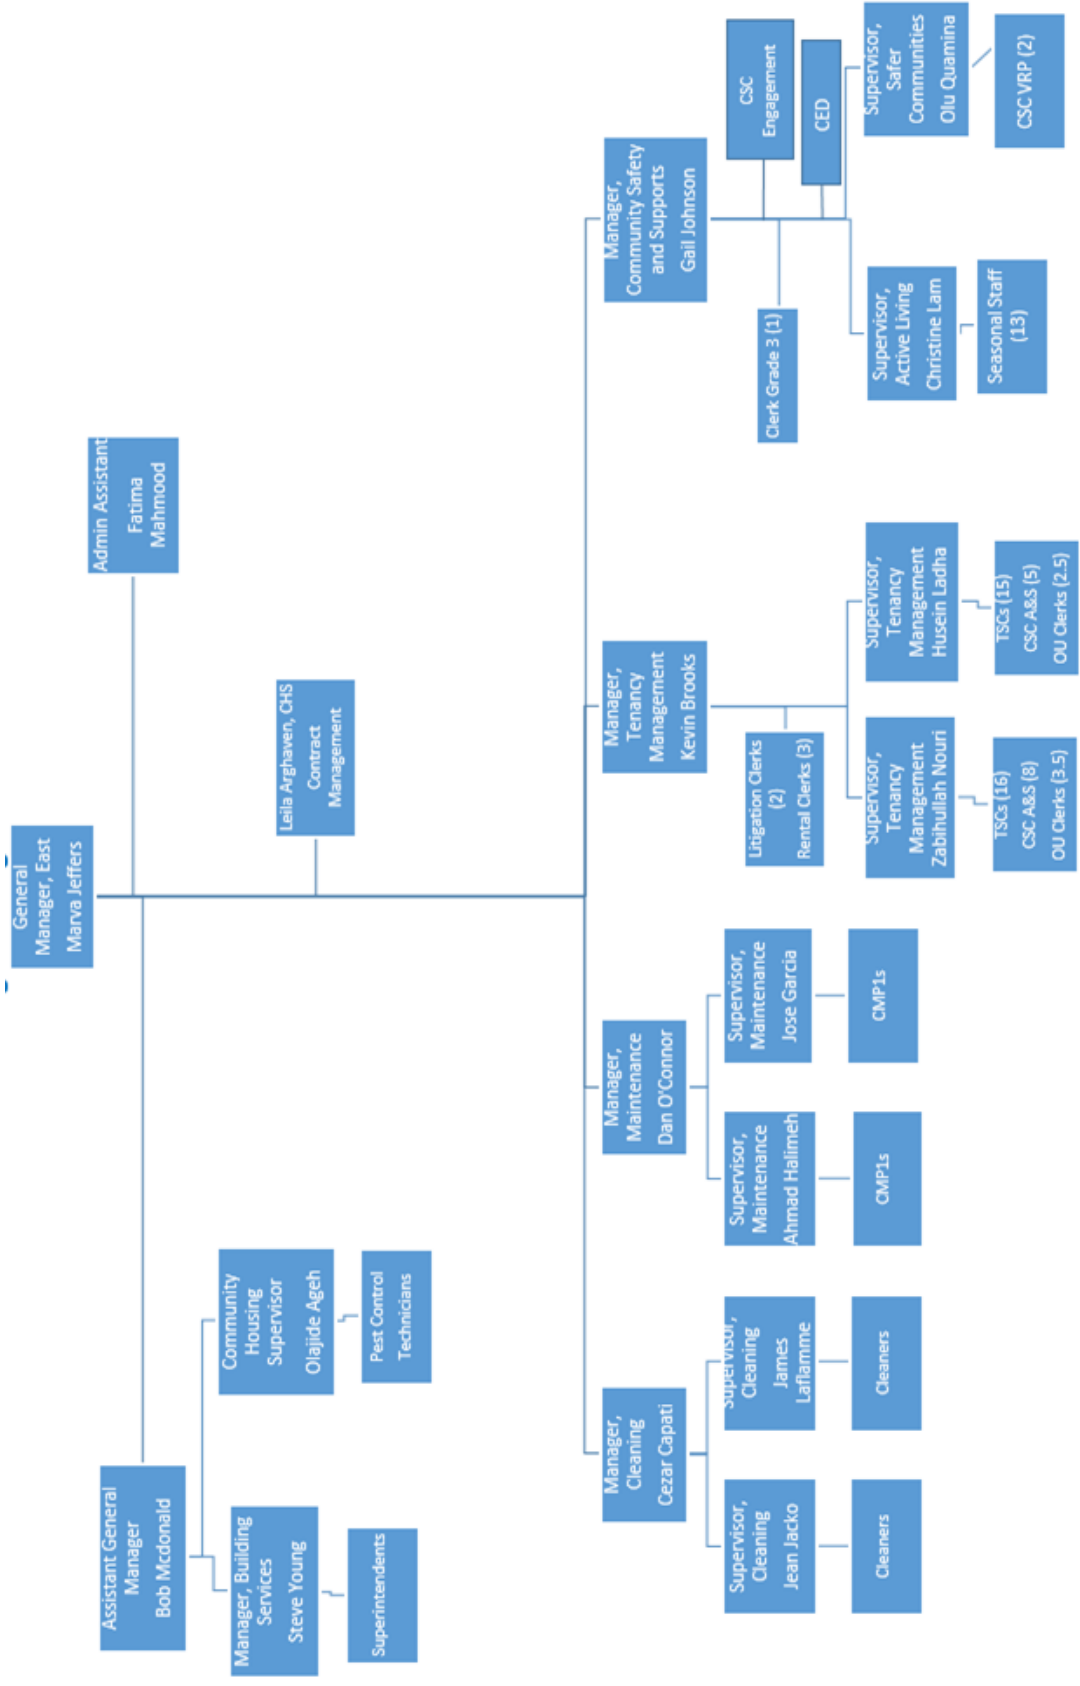 General
Manager, East
Marva Jeffers
Admin Assistant
Fatima
Mahmood
Assistant General
Manager
Bob Mcdonald
Manager, Building
Services
Steve Young
Superintendents
Community
Housing
Supervisor
Olajide Ageh
Pest Control
Technicians
Leila Arghaven, CHS
Contract
Management
Manager,
Cleaning
Cezar Capati
Supervisor,
Cleaning
Jean Jacko
Cleaners
Supervisor,
Cleaning
James
Laflamme
Cleaners
Manager,
Maintenance
Dan O'Connor
Supervisor,
Maintenance
Ahmad Halimeh
CMP1s
Supervisor,
Maintenance
Jose Garcia
CMP1s
Manager,
Tenancy
Management
Kevin Brooks
Litigation Clerks
(2)
Rental Clerks (3)
Supervisor,
Tenancy
Management
Zabihullah Nouri
TSCs (16)
CSC A&S (8)
OU Clerks (3.5)
Supervisor,
Tenancy
Management
Husein Ladha
TSCs (15)
CSC A&S (5)
OU Clerks (2.5)
Manager,
Community Safety
and Supports
Gail Johnson
Clerk Grade 3 (1)
CSC
Engagement
CED
Supervisor,
Active Living
Christine Lam
Seasonal Staff
(13)
Supervisor,
Safer
Communities
Olu Quamina
CSC VRP (2)